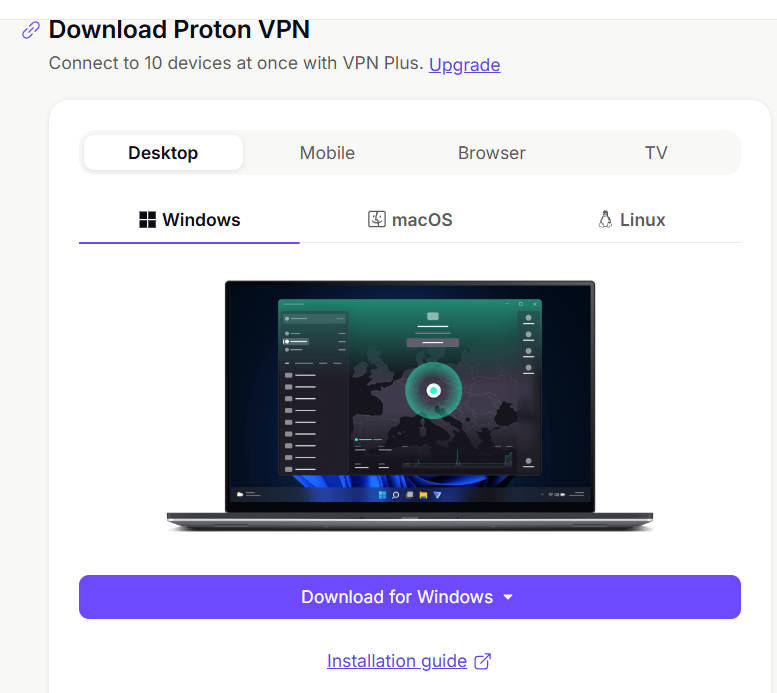 Download Proton VPN
Connect to 10 devices at once with VPN Plus. Upgrade
Desktop Mobile Browser TV
Windows macOS Linux
Download for Windows
Installation guide